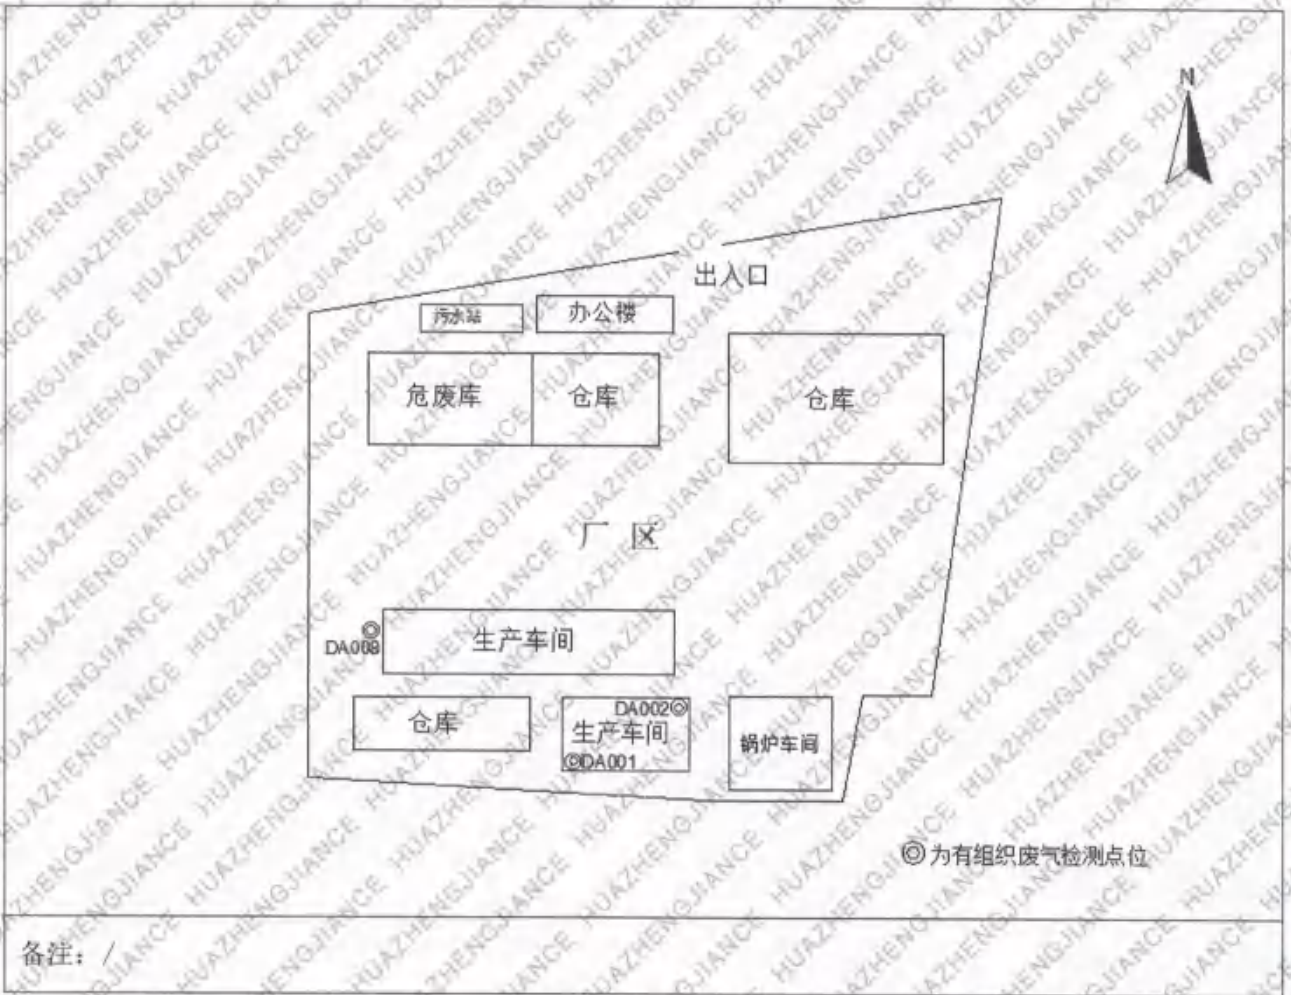 N
出入口
污水站
办公楼
危废库
仓库
仓库
厂 区
生产车间
DA008
仓库
DA002◎
生产车间
◎DA001
锅炉车间
◎为有组织废气检测点位
备注：/
HUAZHENGJIANCE